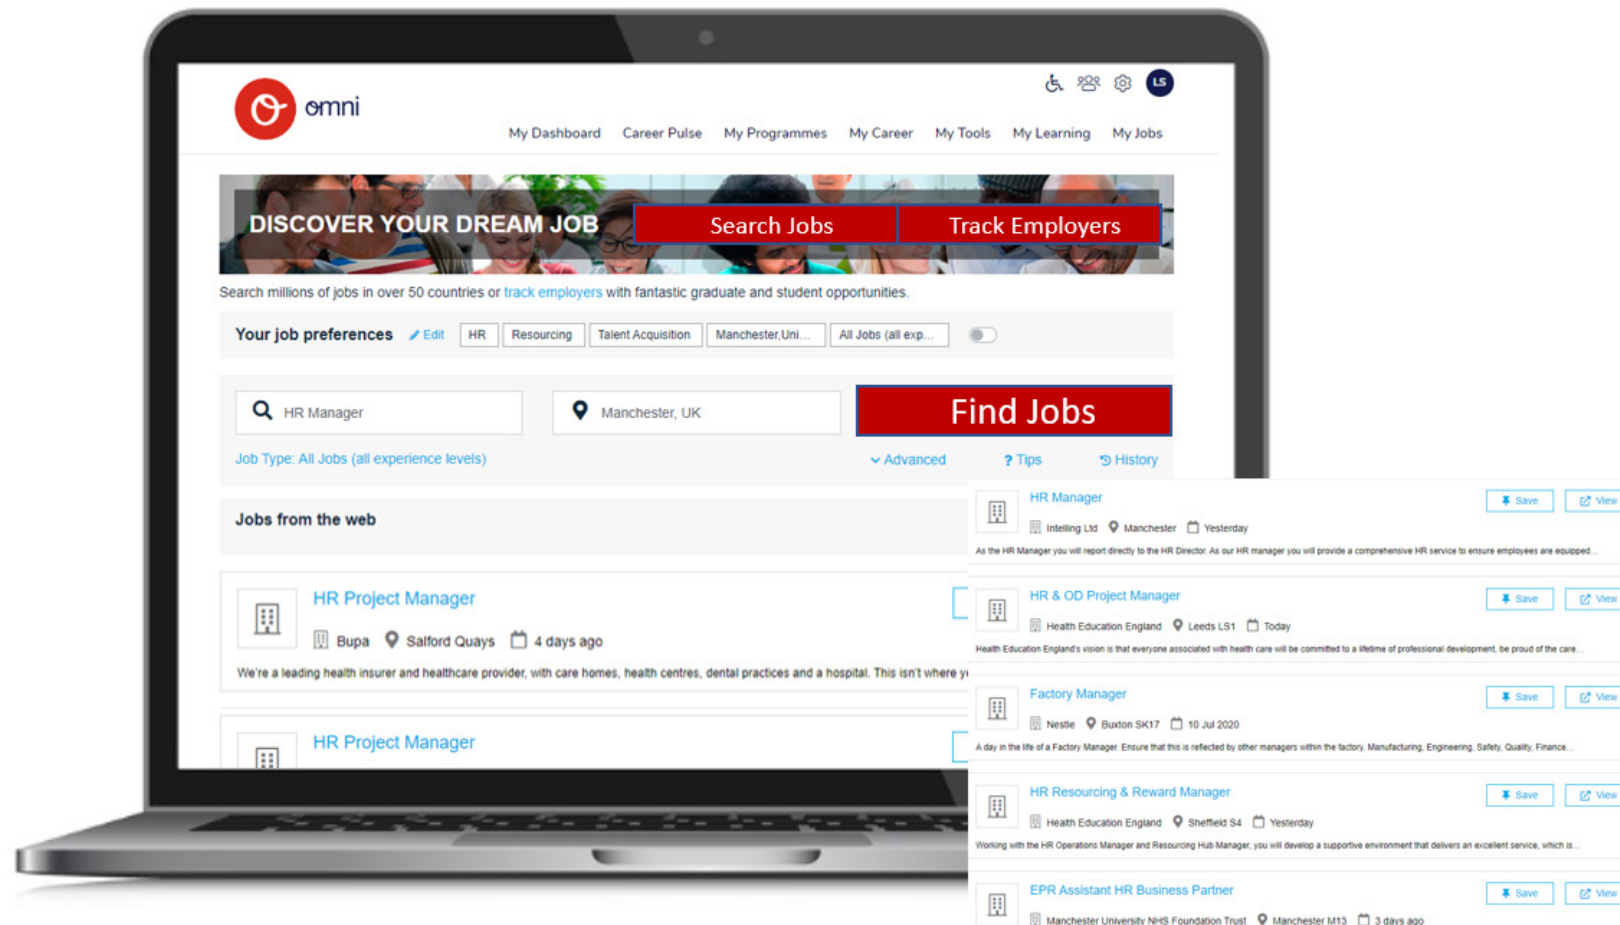 omni
LS
My Dashboard Career Pulse My Programmes My Career My Tools My Learning My Jobs
DISCOVER YOUR DREAM JOB Search Jobs Track Employers
Search millions of jobs in over 50 countries or track employers with fantastic graduate and student opportunities.
Your job preferences Edit HR Resourcing Talent Acquisition Manchester,Uni... All Jobs (all exp...
HR Manager Manchester, UK Find Jobs
Job Type: All Jobs (all experience levels) Advanced ? Tips History
Jobs from the web
HR Project Manager
Bupa Salford Quays 4 days ago
We're a leading health insurer and healthcare provider, with care homes, health centres, dental practices and a hospital. This isn't where
HR Project Manager
HR Manager Save View
Intelling Ltd Manchester Yesterday
As the HR Manager you will report directly to the HR Director. As our HR manager you will provide a comprehensive HR service to ensure employees are equipped...
HR & OD Project Manager Save View
Health Education England Leeds LS1 Today
Health Education England's vision is that everyone associated with health care will be committed to a lifetime of professional development, be proud of the care...
Factory Manager Save View
Nestle Buxton SK17 10 Jul 2020
A day in the life of a Factory Manager. Ensure that this is reflected by other managers within the factory. Manufacturing, Engineering, Safety, Quality, Finance...
HR Resourcing & Reward Manager Save View
Health Education England Sheffield S4 Yesterday
Working with the HR Operations Manager and Resourcing Hub Manager, you will develop a supportive environment that delivers an excellent service, which is...
EPR Assistant HR Business Partner Save View
Manchester University NHS Foundation Trust Manchester M13 3 days ago